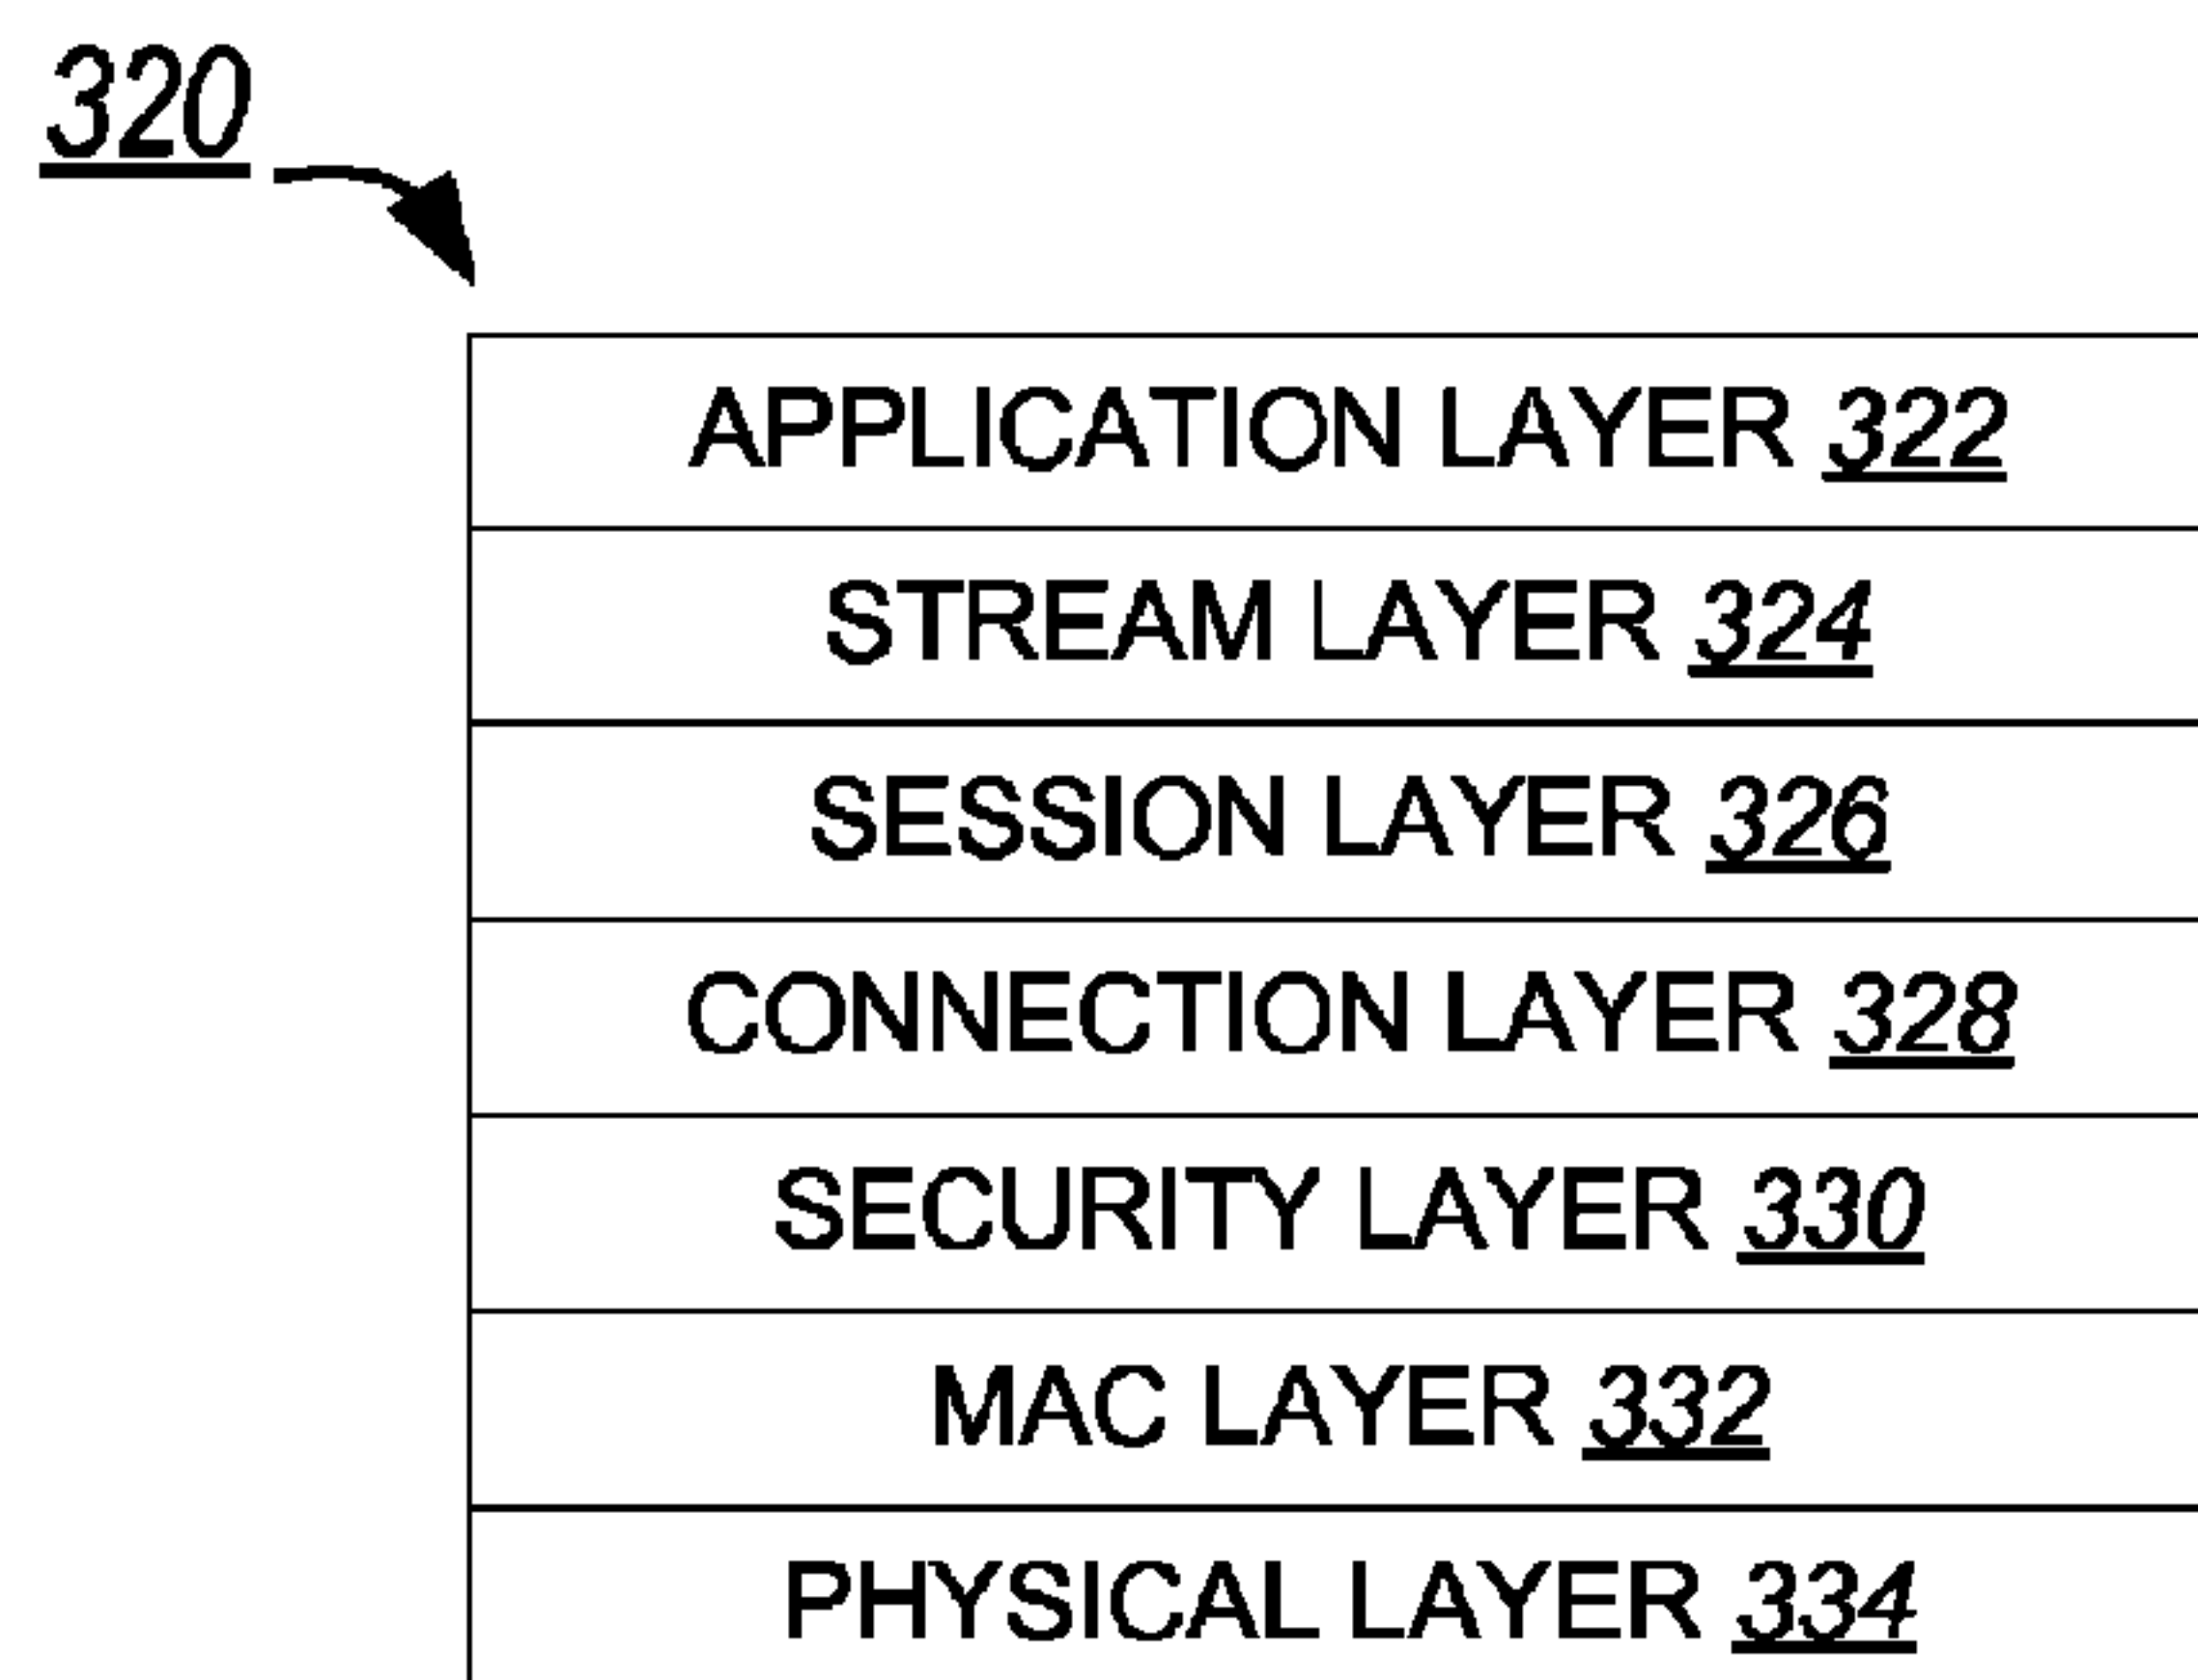 320
APPLICATION LAYER 322
STREAM LAYER 324
SESSION LAYER 326
CONNECTION LAYER 328
SECURITY LAYER 330
MAC LAYER 332
PHYSICAL LAYER 334